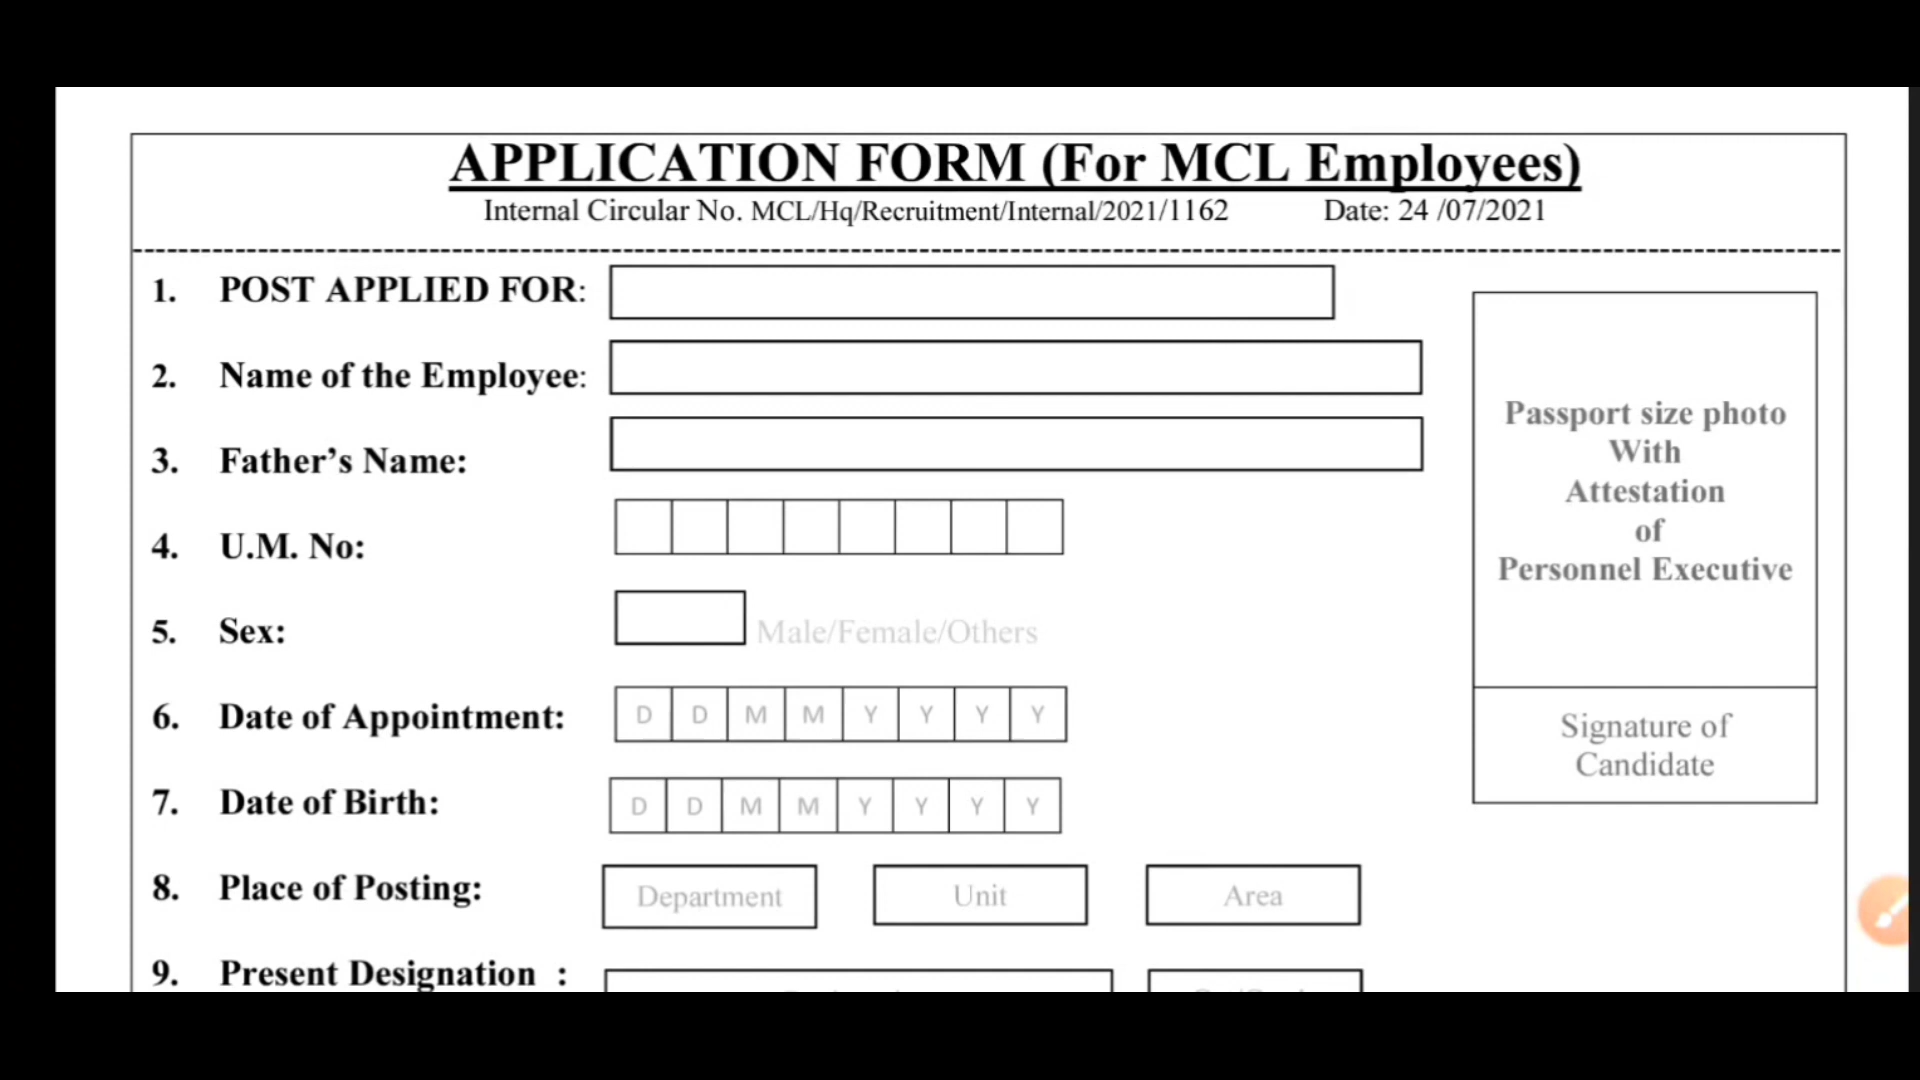 APPLICATION FORM (For MCL Employees)
Internal Circular No. MCL/Hq/Recruitment/Internal/2021/1162 Date: 24 /07/2021
1. POST APPLIED FOR:
2. Name of the Employee:
3. Father’s Name:
4. U.M. No:
5. Sex: Male/Female/Others
6. Date of Appointment: D D M M Y Y Y Y
7. Date of Birth: D D M M Y Y Y Y
8. Place of Posting: Department Unit Area
9. Present Designation :
Passport size photo
With
Attestation
of
Personnel Executive
Signature of
Candidate